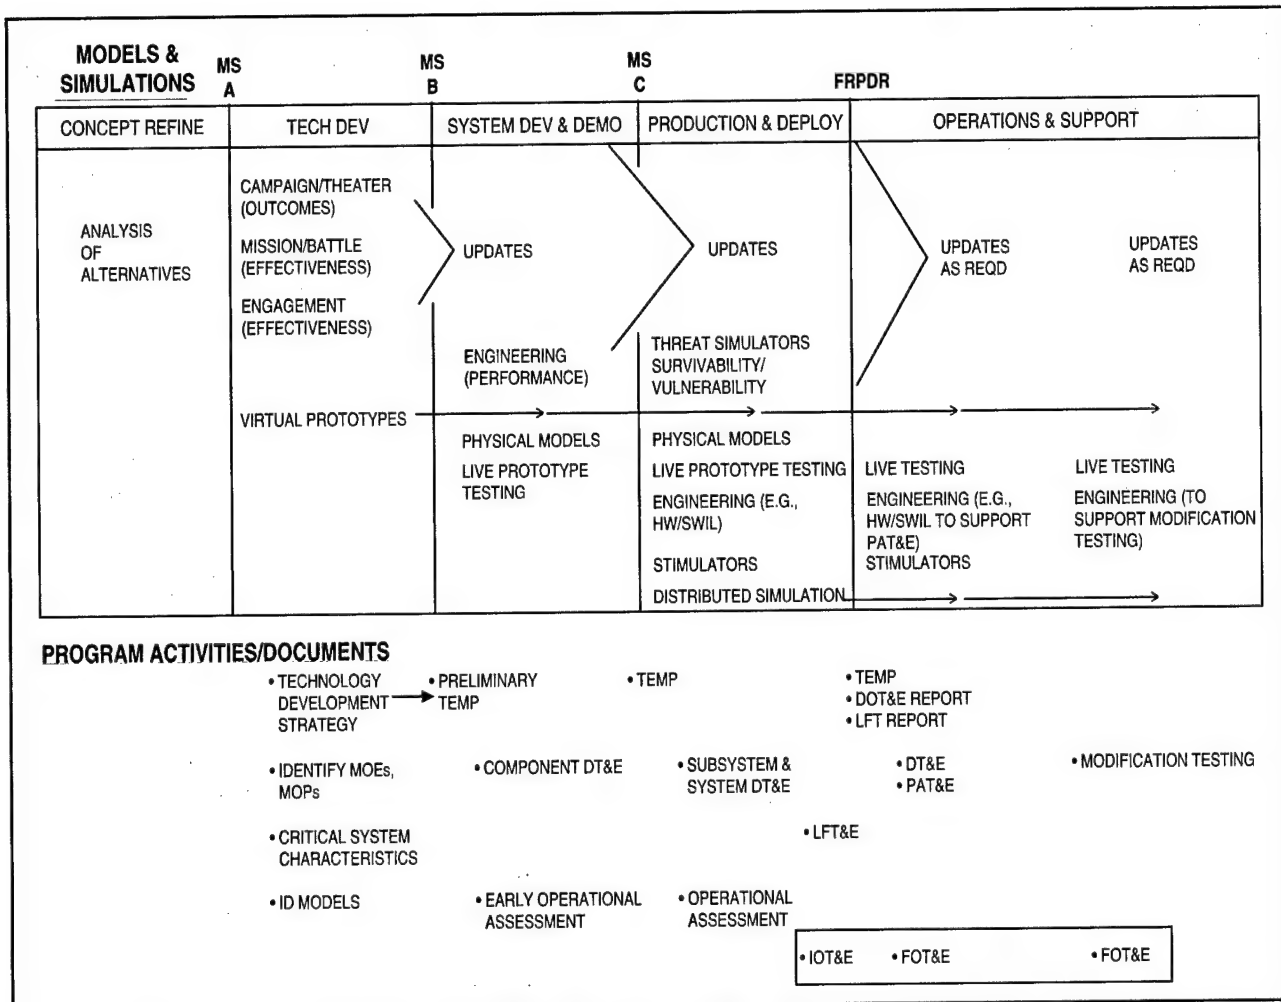 MODELS &
SIMULATIONS
MS
A
MS
B
MS
C
FRPDR
CONCEPT REFINE
TECH DEV
SYSTEM DEV & DEMO
PRODUCTION & DEPLOY
OPERATIONS & SUPPORT
ANALYSIS
OF
ALTERNATIVES
CAMPAIGN/THEATER
(OUTCOMES)
MISSION/BATTLE
(EFFECTIVENESS)
ENGAGEMENT
(EFFECTIVENESS)
VIRTUAL PROTOTYPES
UPDATES
ENGINEERING
(PERFORMANCE)
PHYSICAL MODELS
LIVE PROTOTYPE
TESTING
UPDATES
THREAT SIMULATORS
SURVIVABILITY/
VULNERABILITY
PHYSICAL MODELS
LIVE PROTOTYPE TESTING
ENGINEERING (E.G.,
HW/SWIL)
STIMULATORS
DISTRIBUTED SIMULATION
UPDATES
AS REQD
LIVE TESTING
ENGINEERING (E.G.,
HW/SWIL TO SUPPORT
PAT&E)
STIMULATORS
UPDATES
AS REQD
LIVE TESTING
ENGINEERING (TO
SUPPORT MODIFICATION
TESTING)
PROGRAM ACTIVITIES/DOCUMENTS
• TECHNOLOGY
DEVELOPMENT
STRATEGY
• PRELIMINARY
TEMP
• TEMP
• TEMP
• DOT&E REPORT
• LFT REPORT
• IDENTIFY MOEs,
MOPs
• COMPONENT DT&E
• SUBSYSTEM &
SYSTEM DT&E
• DT&E
• PAT&E
• MODIFICATION TESTING
• CRITICAL SYSTEM
CHARACTERISTICS
• LFT&E
• ID MODELS
• EARLY OPERATIONAL
ASSESSMENT
• OPERATIONAL
ASSESSMENT
• IOT&E
• FOT&E
• FOT&E